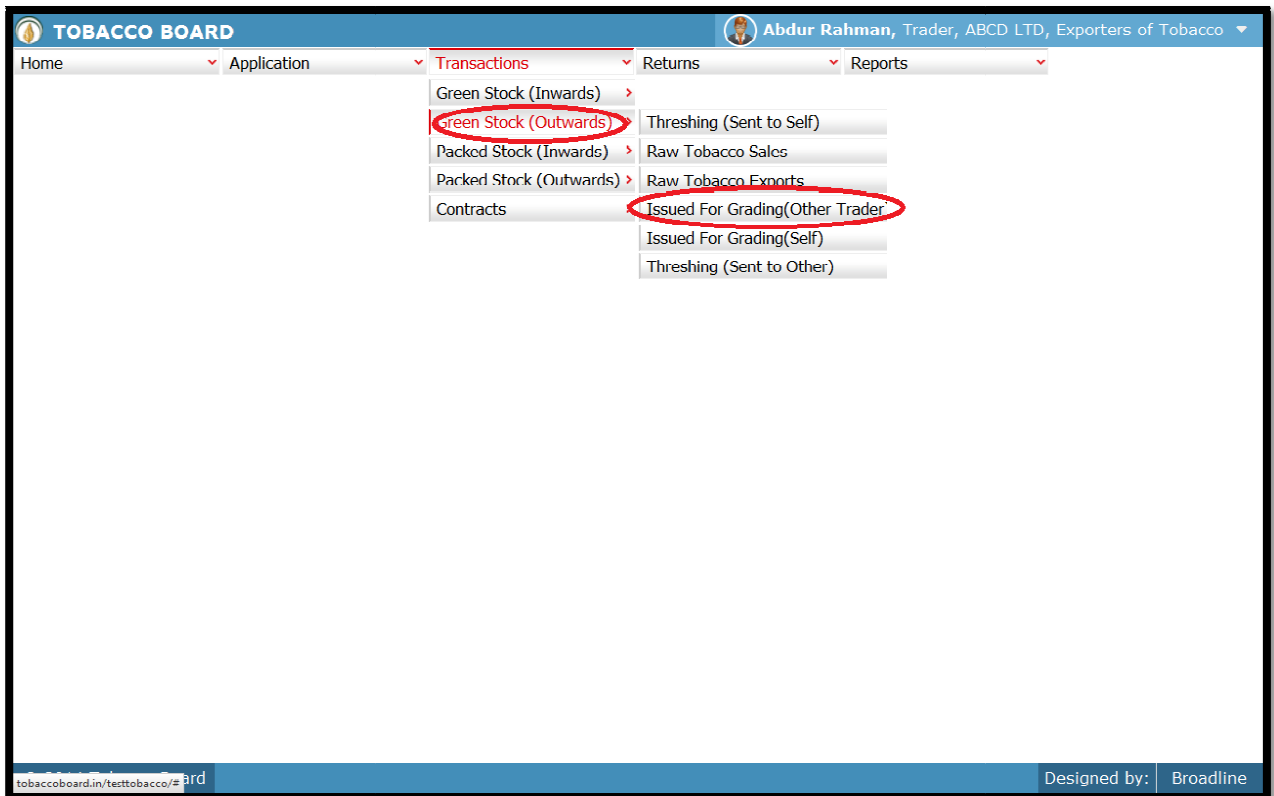 TOBACCO BOARD
Abdur Rahman, Trader, ABCD LTD, Exporters of Tobacco
Home Application Transactions Returns Reports
Green Stock (Inwards)
Green Stock (Outwards) Threshing (Sent to Self)
Packed Stock (Inwards) Raw Tobacco Sales
Packed Stock (Outwards) Raw Tobacco Exports
Contracts Issued For Grading(Other Trader
Issued For Grading(Self)
Threshing (Sent to Other)
tobaccoboard.in/testtobacco/#
Designed by: Broadline